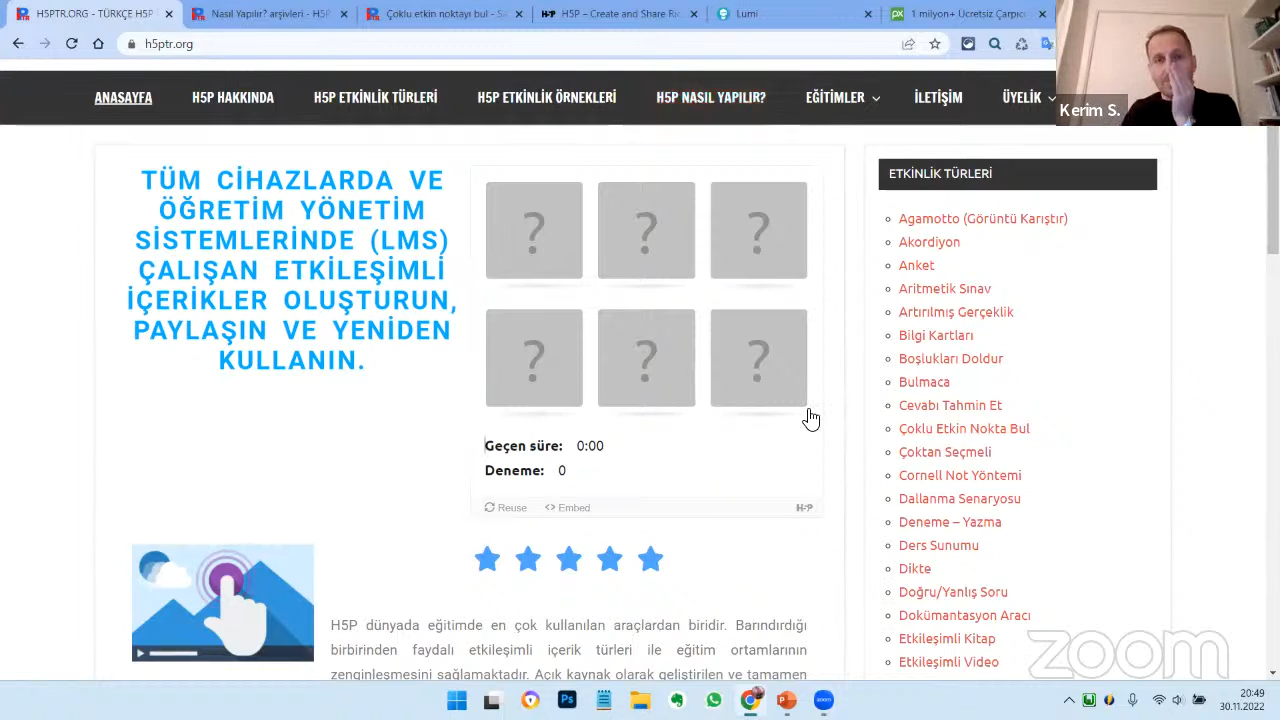 H5PTR.ORG - TÜRKÇE H5P
H5P
Çoklu etkin noktayı bul - S
H5P – Create and Share Ric
Lumi
1 milyon+ Ücretsiz Çarpıcı
h5ptr.org
Kerim S.
ANASAYFA
H5P HAKKINDA
H5P ETKİNLİK TÜRLERİ
H5P ETKİNLİK ÖRNEKLERİ
H5P NASIL YAPILIR?
EĞİTİMLER
İLETİŞİM
ÜYELİK
TÜM CİHAZLARDA VE
ÖĞRETİM YÖNETİM
SİSTEMLERİNDE (LMS)
ÇALIŞAN ETKİLEŞİMLİ
İÇERİKLER OLUŞTURUN,
PAYLAŞIN VE YENİDEN
KULLANIN.
? ? ?
? ? ?
Geçen süre: 0:00
Deneme: 0
Reuse <> Embed H5P
H5P dünyada eğitimde en çok kullanılan araçlardan biridir. Barındırdığı
birbirinden faydalı etkileşimli içerik türleri ile eğitim ortamlarının
zenginleşmesini sağlamaktadır. Açık kaynak olarak geliştirilen ve tamamen
ETKİNLİK TÜRLERİ
Agamotto (Görüntü Karıştır)
Akordiyon
Anket
Aritmetik Sınav
Artırılmış Gerçeklik
Bilgi Kartları
Boşlukları Doldur
Bulmaca
Cevabı Tahmin Et
Çoklu Etkin Nokta Bul
Çoktan Seçmeli
Cornell Not Yöntemi
Dallanma Senaryosu
Deneme – Yazma
Ders Sunumu
Dikte
Doğru/Yanlış Soru
Dokümantasyon Aracı
Etkileşimli Kitap
Etkileşimli Video
zoom
20:49
30.11.2022